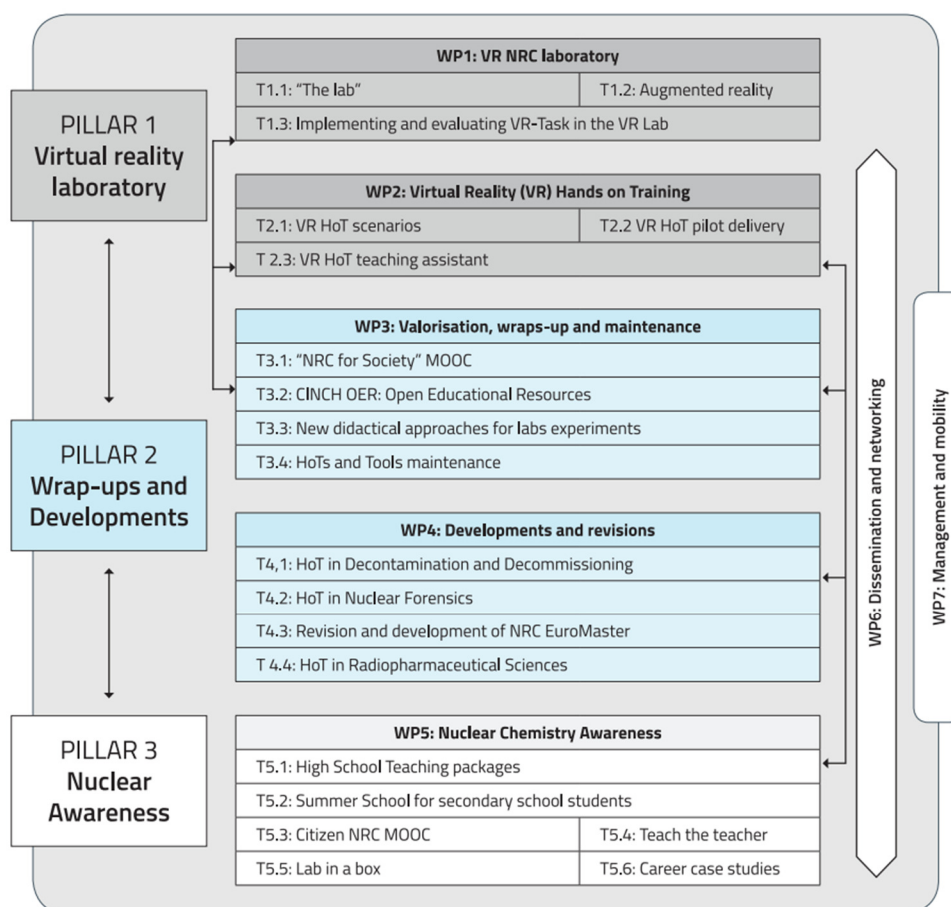 PILLAR 1
Virtual reality
laboratory
PILLAR 2
Wrap-ups and
Developments
PILLAR 3
Nuclear
Awareness
WP1: VR NRC laboratory
T1.1: “The lab”
T1.2: Augmented reality
T1.3: Implementing and evaluating VR-Task in the VR Lab
WP2: Virtual Reality (VR) Hands on Training
T2.1: VR HoT scenarios
T2.2 VR HoT pilot delivery
T 2.3: VR HoT teaching assistant
WP3: Valorisation, wraps-up and maintenance
T3.1: “NRC for Society” MOOC
T3.2: CINCH OER: Open Educational Resources
T3.3: New didactical approaches for labs experiments
T3.4: HoTs and Tools maintenance
WP4: Developments and revisions
T4,1: HoT in Decontamination and Decommissioning
T4.2: HoT in Nuclear Forensics
T4.3: Revision and development of NRC EuroMaster
T 4.4: HoT in Radiopharmaceutical Sciences
WP5: Nuclear Chemistry Awareness
T5.1: High School Teaching packages
T5.2: Summer School for secondary school students
T5.3: Citizen NRC MOOC
T5.4: Teach the teacher
T5.5: Lab in a box
T5.6: Career case studies
WP6: Dissemination and networking
WP7: Management and mobility